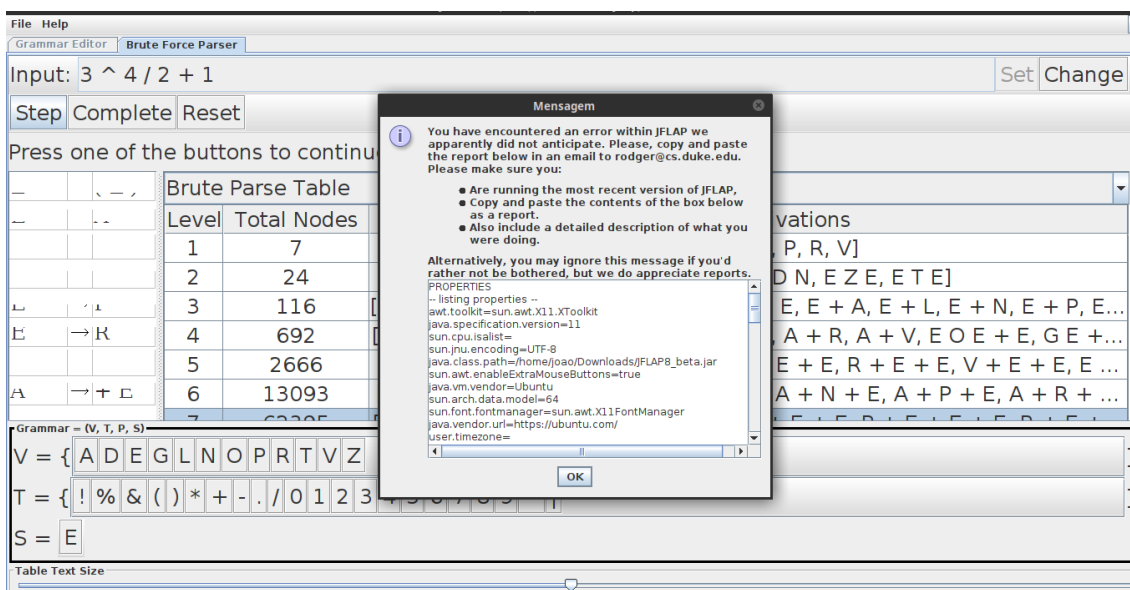 File Help
Grammar Editor Brute Force Parser
Input: 3 ^ 4 / 2 + 1 Set Change
Step Complete Reset
Press one of the buttons to continu
Brute Parse Table
Level Total Nodes vations
1 7 , P, R, V]
2 24 D N, E Z E, E T E]
3 116 [ E, E + A, E + L, E + N, E + P, E...
E → R 4 692 [ , A + R, A + V, E O E + E, G E +...
5 2666 E + E, R + E + E, V + E + E, E ...
A → + E 6 13093 A + N + E, A + P + E, A + R + ...
Grammar = (V, T, P, S)
V = { A D E G L N O P R T V Z
T = { ! % & ( ) * + - . / 0 1 2 3
S = E
Table Text Size
Mensagem
You have encountered an error within JFLAP we
apparently did not anticipate. Please, copy and paste
the report below in an email to rodger@cs.duke.edu.
Please make sure you:
● Are running the most recent version of JFLAP,
● Copy and paste the contents of the box below
as a report.
● Also include a detailed description of what you
were doing.
Alternatively, you may ignore this message if you'd
rather not be bothered, but we do appreciate reports.
PROPERTIES
-- listing properties --
awt.toolkit=sun.awt.X11.XToolkit
java.specification.version=11
sun.cpu.isalist=
sun.jnu.encoding=UTF-8
java.class.path=/home/joao/Downloads/JFLAP8_beta.jar
sun.awt.enableExtraMouseButtons=true
java.vm.vendor=Ubuntu
sun.arch.data.model=64
sun.font.fontmanager=sun.awt.X11FontManager
java.vendor.url=https://ubuntu.com/
user.timezone=
OK